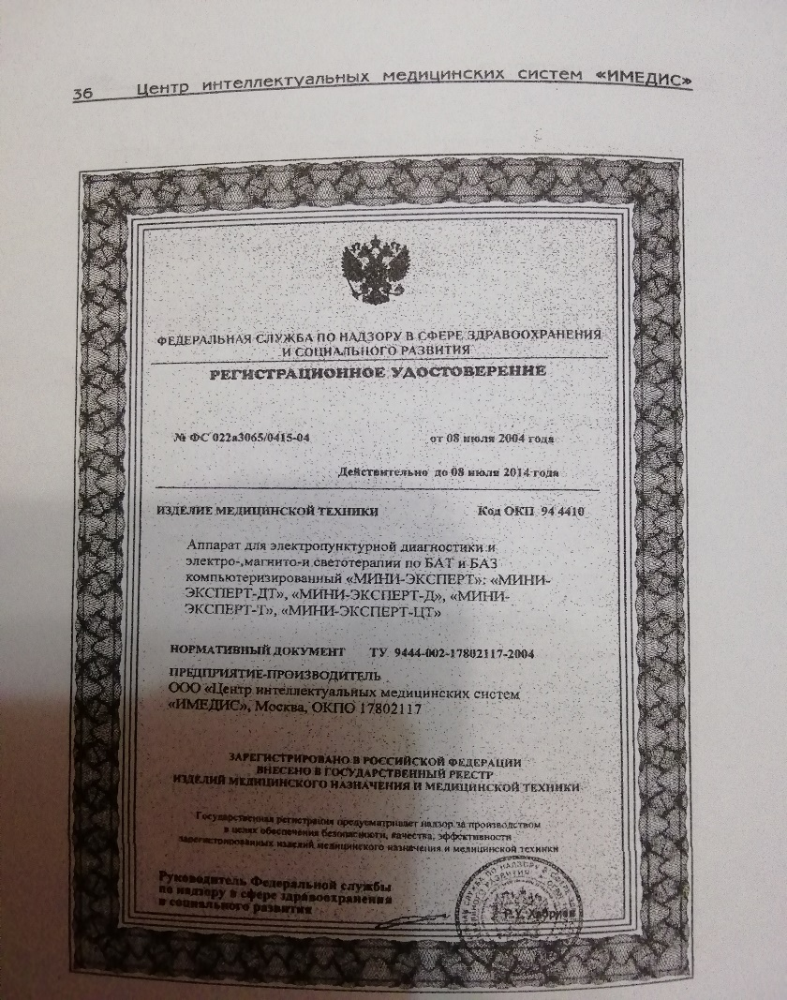 36 Центр интеллектуальных медицинских систем «ИМЕДИС»
ФЕДЕРАЛЬНАЯ СЛУЖБА ПО НАДЗОРУ В СФЕРЕ ЗДРАВООХРАНЕНИЯ
И СОЦИАЛЬНОГО РАЗВИТИЯ
РЕГИСТРАЦИОННОЕ УДОСТОВЕРЕНИЕ
№ ФС 022а3065/0415-04 от 08 июля 2004 года
Действительно до 08 июля 2014 года
ИЗДЕЛИЕ МЕДИЦИНСКОЙ ТЕХНИКИ Код ОКП 94 4410
Аппарат для электропунктурной диагностики и
электро-,магнито-и светотерапии по БАТ и БАЗ
компьютеризированный «МИНИ-ЭКСПЕРТ»: «МИНИ-
ЭКСПЕРТ-ДТ», «МИНИ-ЭКСПЕРТ-Д», «МИНИ-
ЭКСПЕРТ-Т», «МИНИ-ЭКСПЕРТ-ЦТ»
НОРМАТИВНЫЙ ДОКУМЕНТ ТУ 9444-002-17802117-2004
ПРЕДПРИЯТИЕ-ПРОИЗВОДИТЕЛЬ
ООО «Центр интеллектуальных медицинских систем
«ИМЕДИС», Москва, ОКПО 17802117
ЗАРЕГИСТРИРОВАНО В РОССИЙСКОЙ ФЕДЕРАЦИИ
ВНЕСЕНО В ГОСУДАРСТВЕННЫЙ РЕЕСТР
ИЗДЕЛИЙ МЕДИЦИНСКОГО НАЗНАЧЕНИЯ И МЕДИЦИНСКОЙ ТЕХНИКИ
Государственная регистрация предусматривает надзор за производством
в целях обеспечения безопасности, качества, эффективности
зарегистрированных изделий медицинского назначения и медицинской техники
Руководитель Федеральной службы
по надзору в сфере здравоохранения
и социального развития
Р.У. Хабриев